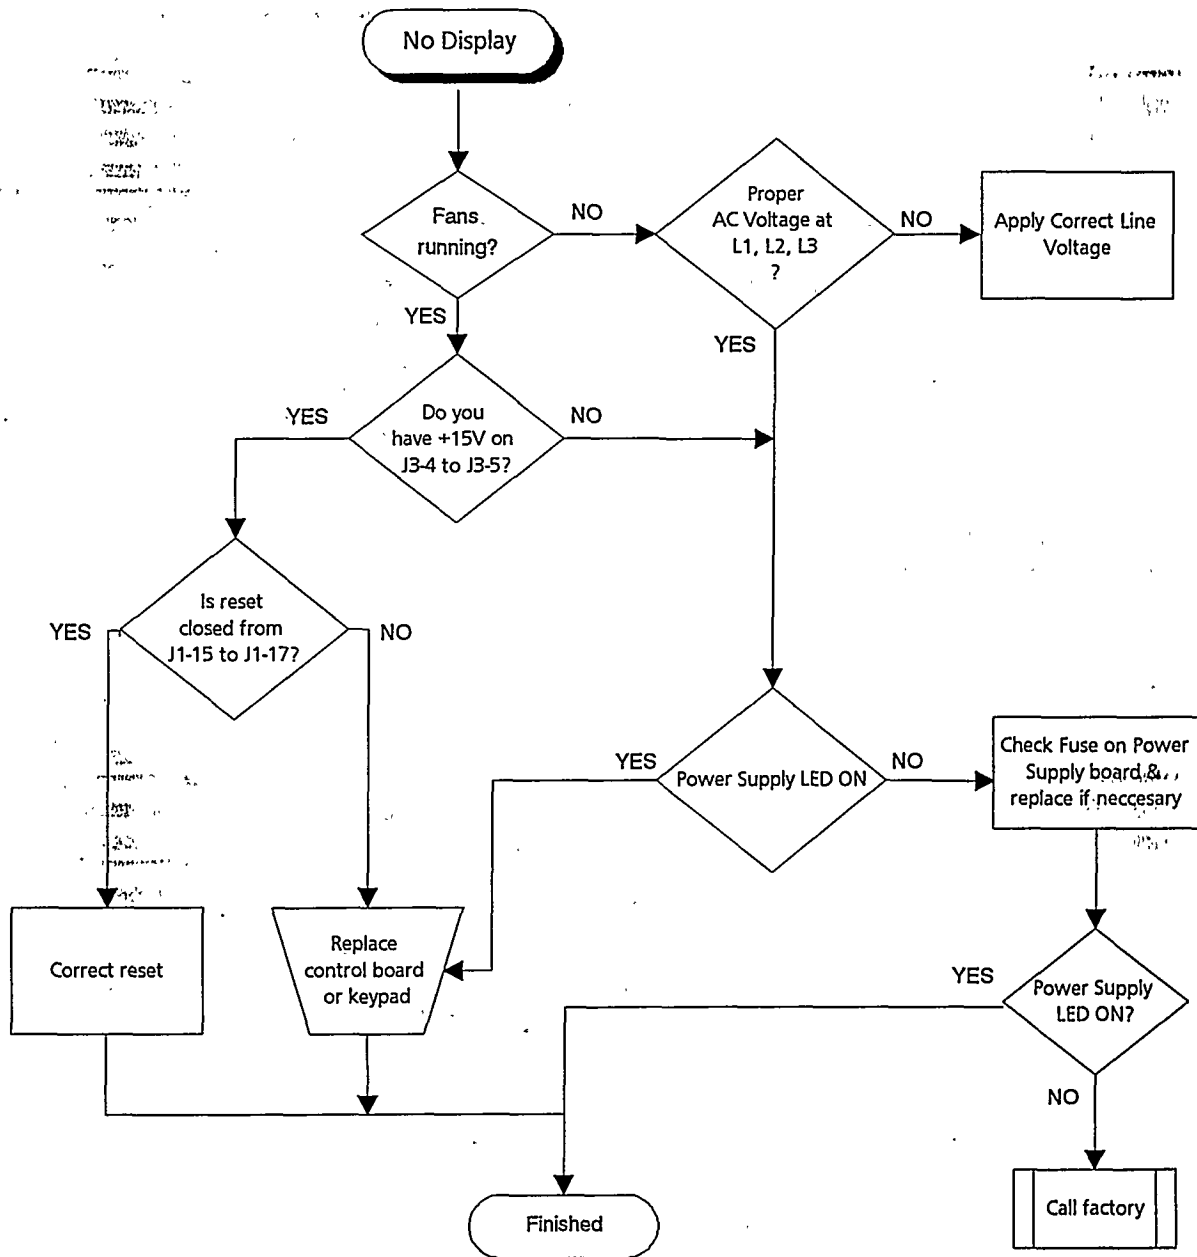 No Display
Fans
running?
NO
Proper
AC Voltage at
L1, L2, L3
?
NO
Apply Correct Line
Voltage
YES
YES
YES
Do you
have +15V on
J3-4 to J3-5?
NO
YES
Is reset
closed from
J1-15 to J1-17?
NO
YES
Power Supply LED ON
NO
Check Fuse on Power
Supply board &
replace if neccesary
Correct reset
Replace
control board
or keypad
YES
Power Supply
LED ON?
NO
Call factory
Finished